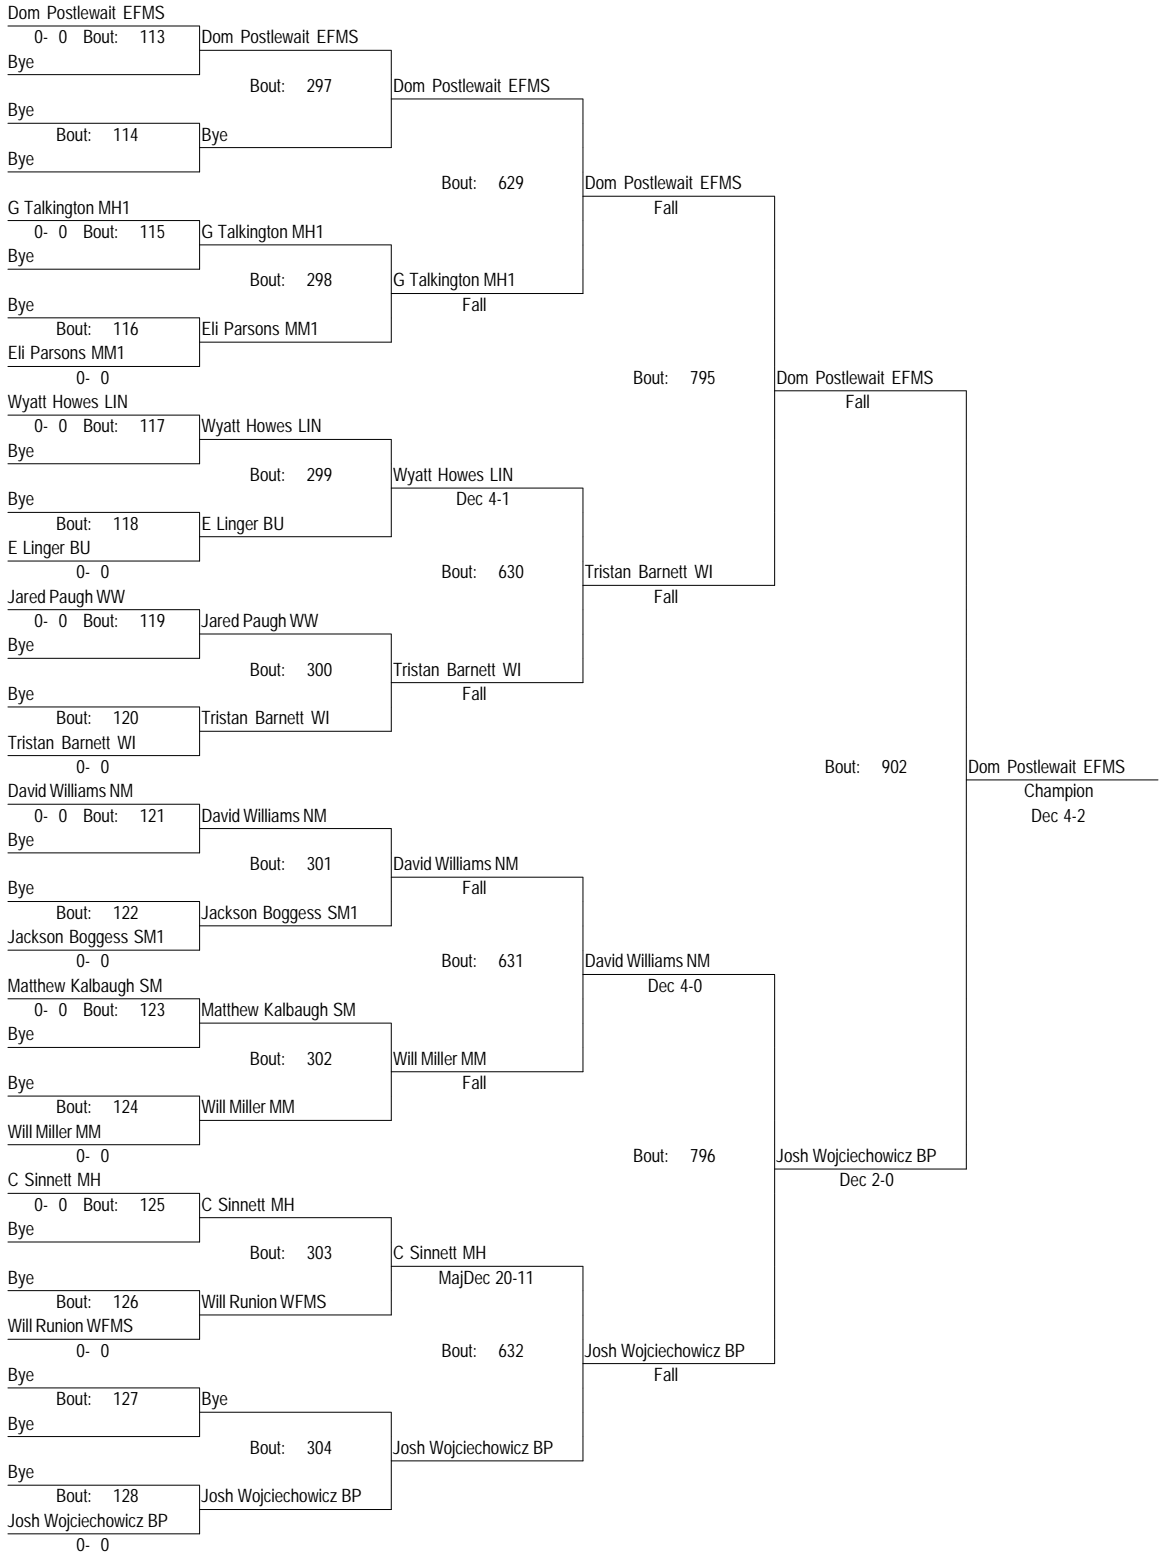 Dom Postlewait EFMS
0- 0 Bout: 113 Dom Postlewait EFMS
Bye
Bout: 297 Dom Postlewait EFMS
Bye
Bout: 114 Bye
Bye
Bout: 629 Dom Postlewait EFMS
Fall
G Talkington MH1
0- 0 Bout: 115 G Talkington MH1
Bye
Bout: 298 G Talkington MH1
Bye Fall
Bout: 116 Eli Parsons MM1
Eli Parsons MM1
0- 0 Bout: 795 Dom Postlewait EFMS
Wyatt Howes LIN Fall
0- 0 Bout: 117 Wyatt Howes LIN
Bye
Bout: 299 Wyatt Howes LIN
Bye Dec 4-1
Bout: 118 E Linger BU
E Linger BU
0- 0 Bout: 630 Tristan Barnett WI
Jared Paugh WW Fall
0- 0 Bout: 119 Jared Paugh WW
Bye
Bout: 300 Tristan Barnett WI
Bye Fall
Bout: 120 Tristan Barnett WI
Tristan Barnett WI
0- 0 Bout: 902 Dom Postlewait EFMS
David Williams NM Champion
0- 0 Bout: 121 David Williams NM Dec 4-2
Bye
Bout: 301 David Williams NM
Bye Fall
Bout: 122 Jackson Boggess SM1
Jackson Boggess SM1
0- 0 Bout: 631 David Williams NM
Matthew Kalbaugh SM Dec 4-0
0- 0 Bout: 123 Matthew Kalbaugh SM
Bye
Bout: 302 Will Miller MM
Bye Fall
Bout: 124 Will Miller MM
Will Miller MM
0- 0 Bout: 796 Josh Wojciechowicz BP
C Sinnett MH Dec 2-0
0- 0 Bout: 125 C Sinnett MH
Bye
Bout: 303 C Sinnett MH
Bye MajDec 20-11
Bout: 126 Will Runion WFMS
Will Runion WFMS
0- 0 Bout: 632 Josh Wojciechowicz BP
Bye Fall
Bout: 127 Bye
Bye
Bout: 304 Josh Wojciechowicz BP
Bye
Bout: 128 Josh Wojciechowicz BP
Josh Wojciechowicz BP
0- 0